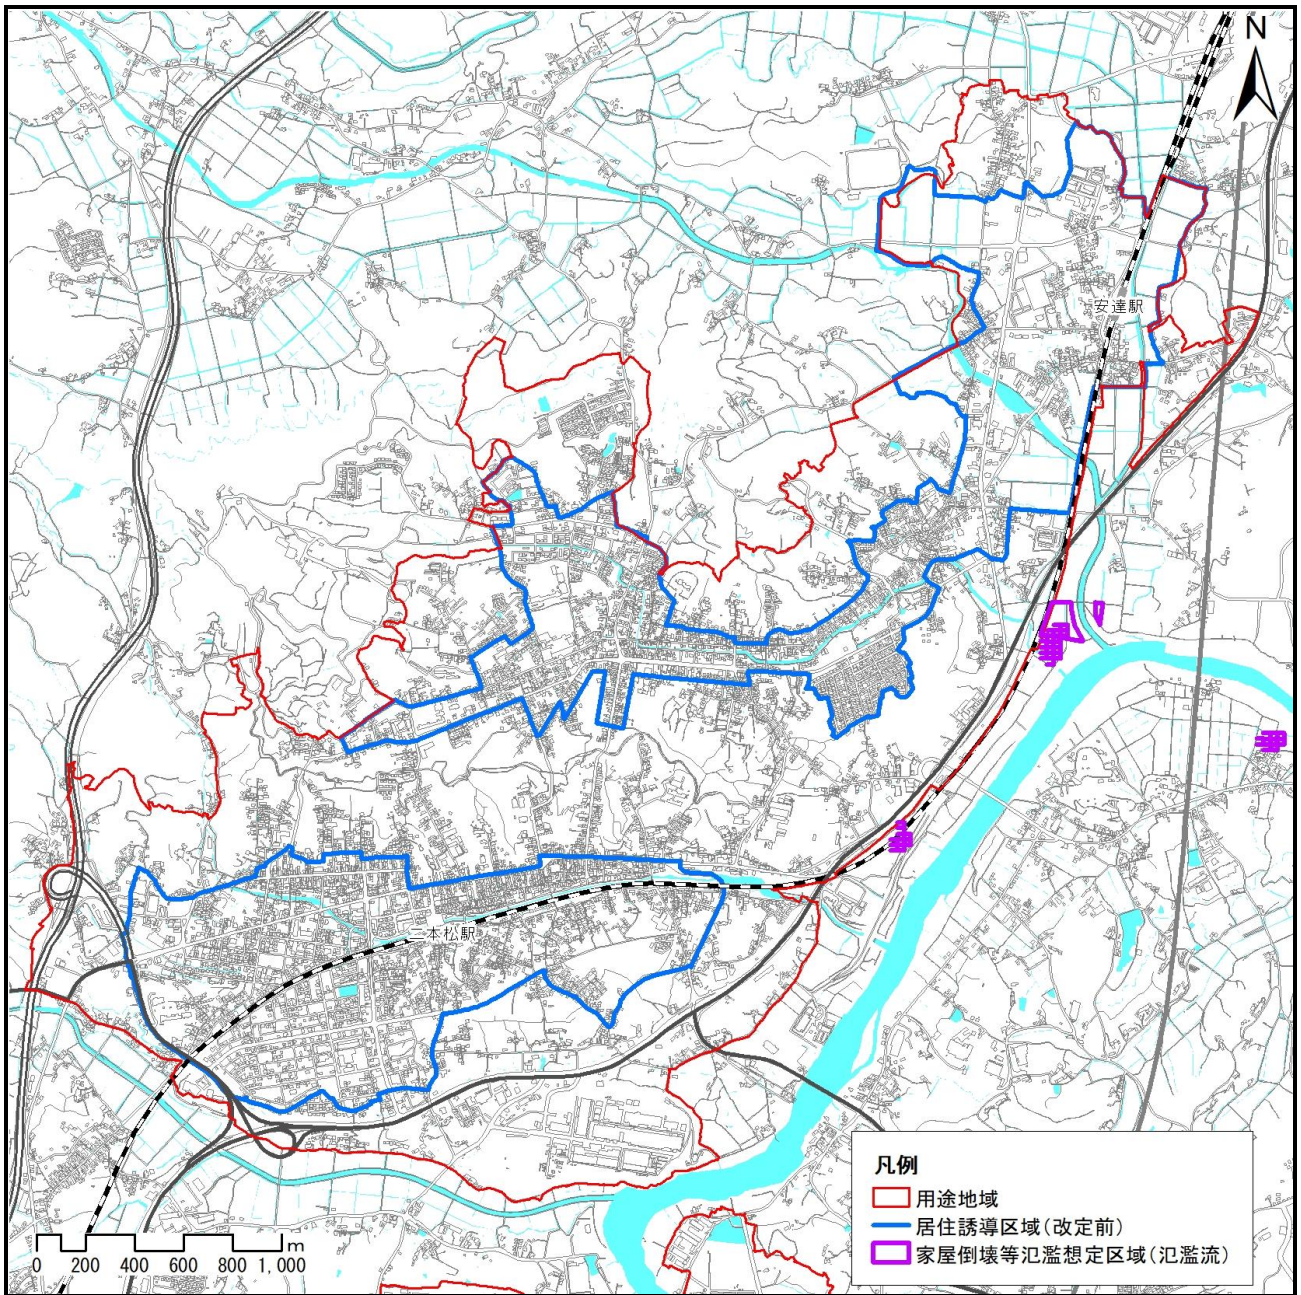 N
安達駅
二本松駅
凡例
用途地域
居住誘導区域(改定前)
家屋倒壊等氾濫想定区域(氾濫流)
0 200 400 600 800 1,000 m